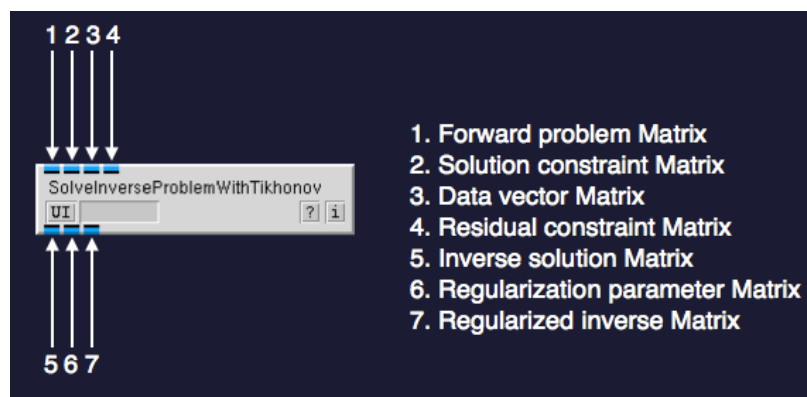 1 2 3 4
1. Forward problem Matrix
2. Solution constraint Matrix
3. Data vector Matrix
4. Residual constraint Matrix
5. Inverse solution Matrix
6. Regularization parameter Matrix
7. Regularized inverse Matrix
SolveInverseProblemWithTikhonov
UI ? i
5 6 7